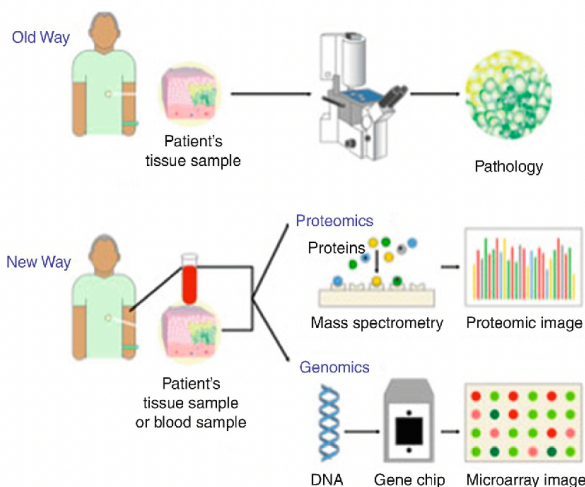 Old Way
Patient's
tissue sample
Pathology
New Way
Patient's
tissue sample
or blood sample
Proteomics
Proteins
Mass spectrometry
Proteomic image
Genomics
DNA
Gene chip
Microarray image